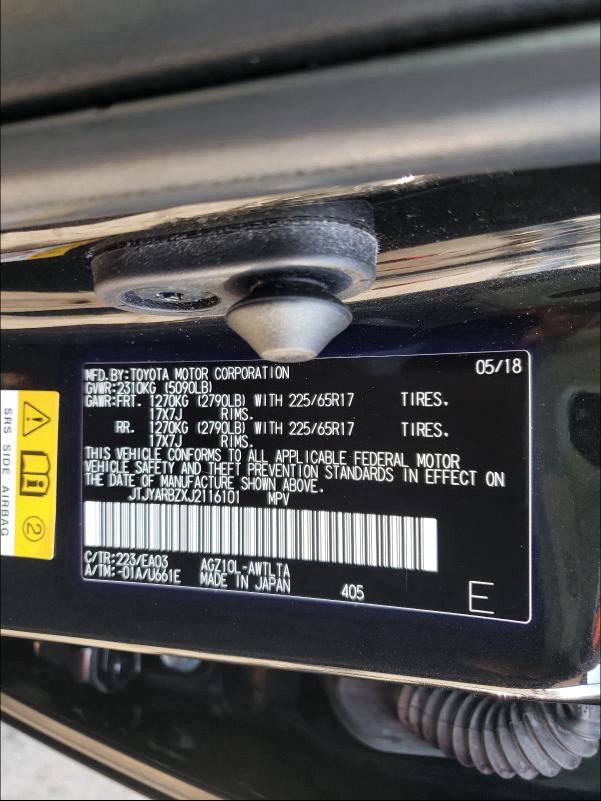 MFD.BY:TOYOTA MOTOR CORPORATION 05/18
GVWR:2310KG (5090LB)
GAWR:FRT. 1270KG (2790LB) WITH 225/65R17 TIRES.
17X7J RIMS.
RR. 1270KG (2790LB) WITH 225/65R17 TIRES.
17X7J RIMS.
THIS VEHICLE CONFORMS TO ALL APPLICABLE FEDERAL MOTOR
VEHICLE SAFETY AND THEFT PREVENTION STANDARDS IN EFFECT ON
THE DATE OF MANUFACTURE SHOWN ABOVE.
JTJYARBZXJ2116101 MPV
C/TR:223/EA03 AGZ10L-AWTLTA
A/TM:-01A/U661E MADE IN JAPAN 405
E
SRS SIDE AIRBAG
2